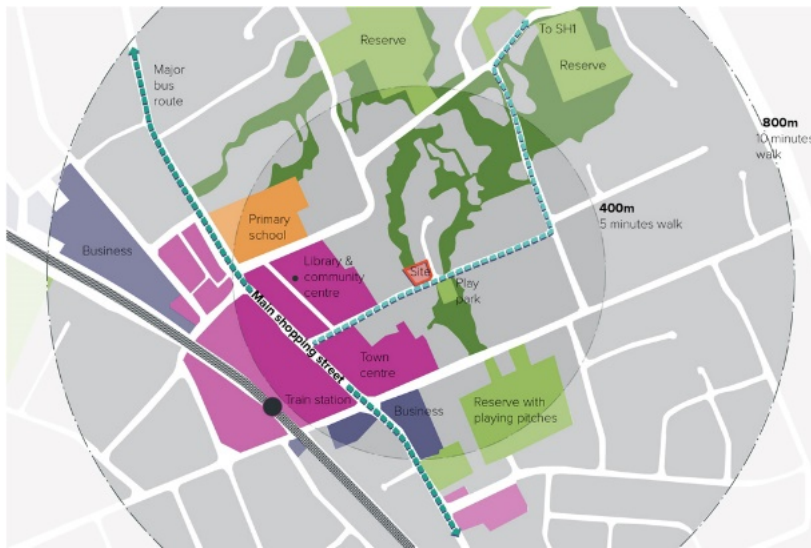 Reserve
To SH1
Reserve
Major
bus
route
800m
10 minutes
walk
400m
5 minutes walk
Primary
school
Business
Library &
community
centre
Site
Play
park
Main shopping street
Town
centre
Train station
Business
Reserve with
playing pitches